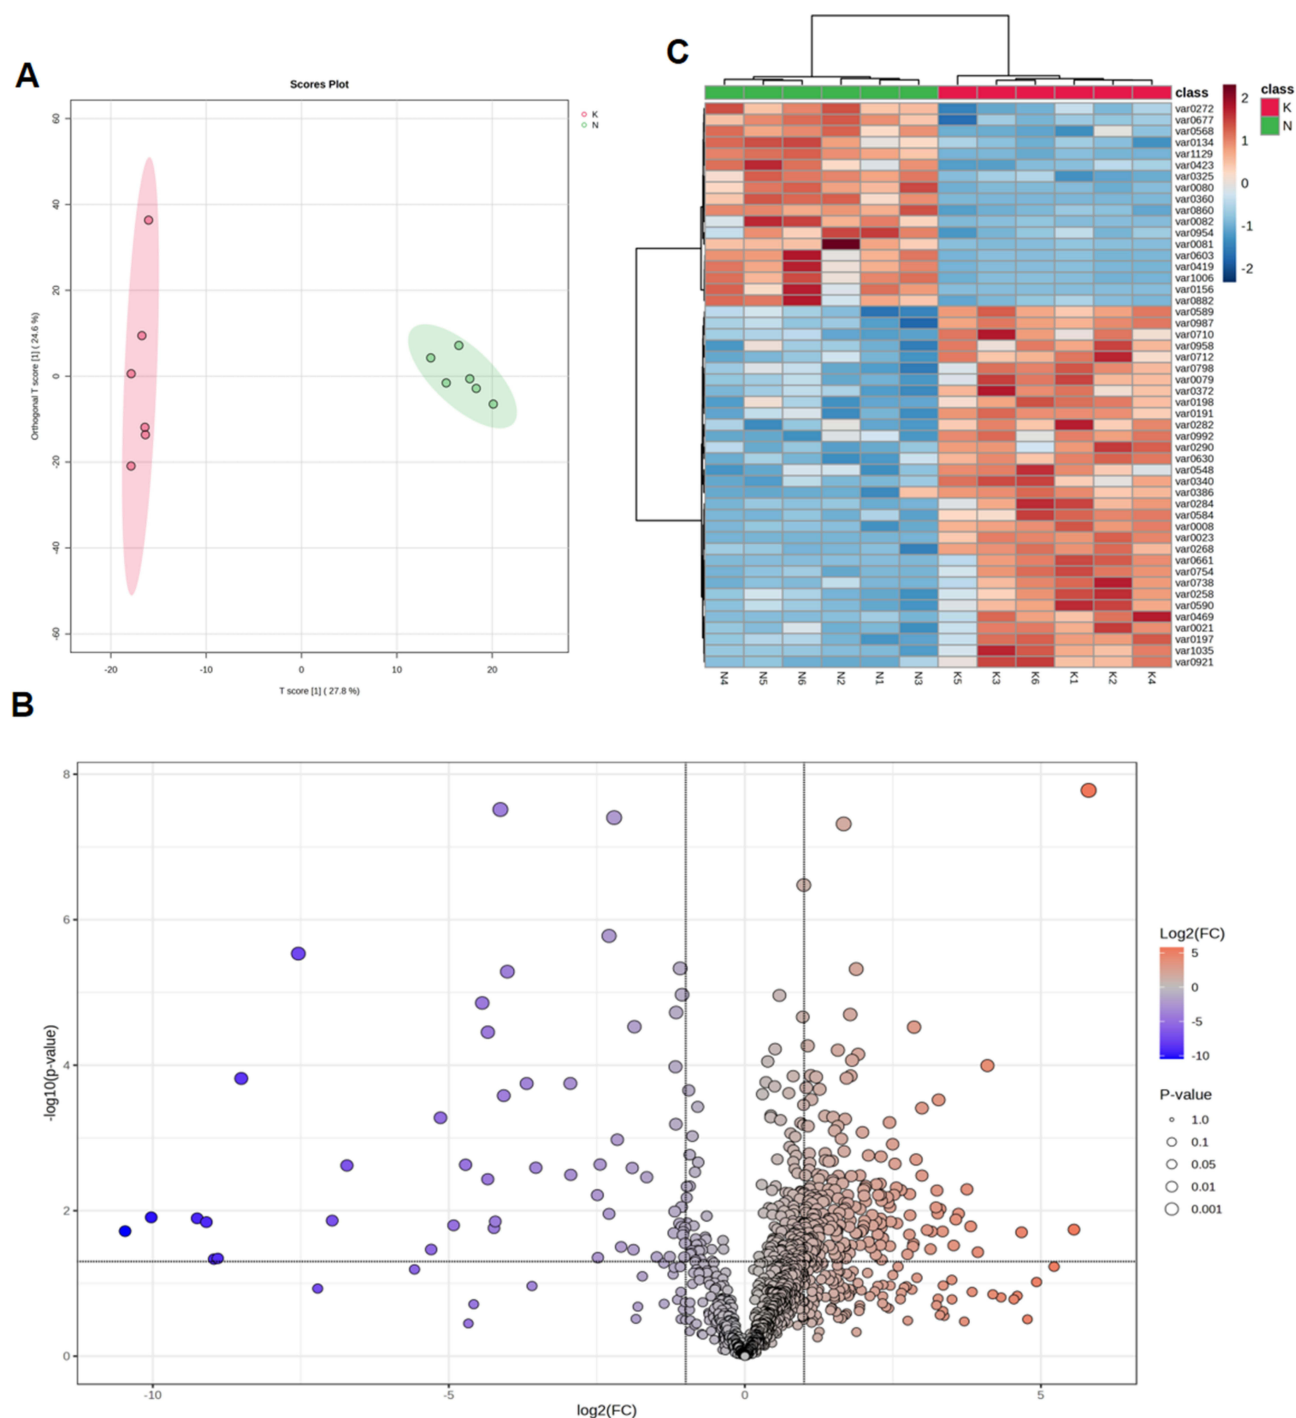 A
Scores Plot
K
N
60
40
20
0
-20
-40
-60
Orthogonal T score [1] ( 24.6 %)
-20
-10
0
10
20
T score [1] ( 27.8 %)
C
class
var0272
var0677
var0568
var0134
var1129
var0423
var0325
var0080
var0360
var0860
var0082
var0954
var0081
var0603
var0419
var1006
var0156
var0882
var0589
var0987
var0710
var0958
var0712
var0798
var0079
var0372
var0198
var0191
var0282
var0992
var0290
var0630
var0548
var0340
var0386
var0284
var0584
var0008
var0023
var0268
var0661
var0754
var0738
var0258
var0590
var0469
var0021
var0197
var1035
var0921
N4
N5
N6
N2
N1
N3
K5
K3
K6
K1
K2
K4
2
1
0
-1
-2
class
K
N
B
8
6
4
2
0
-log10(p-value)
-10
-5
0
5
log2(FC)
Log2(FC)
5
0
-5
-10
P-value
1.0
0.1
0.05
0.01
0.001